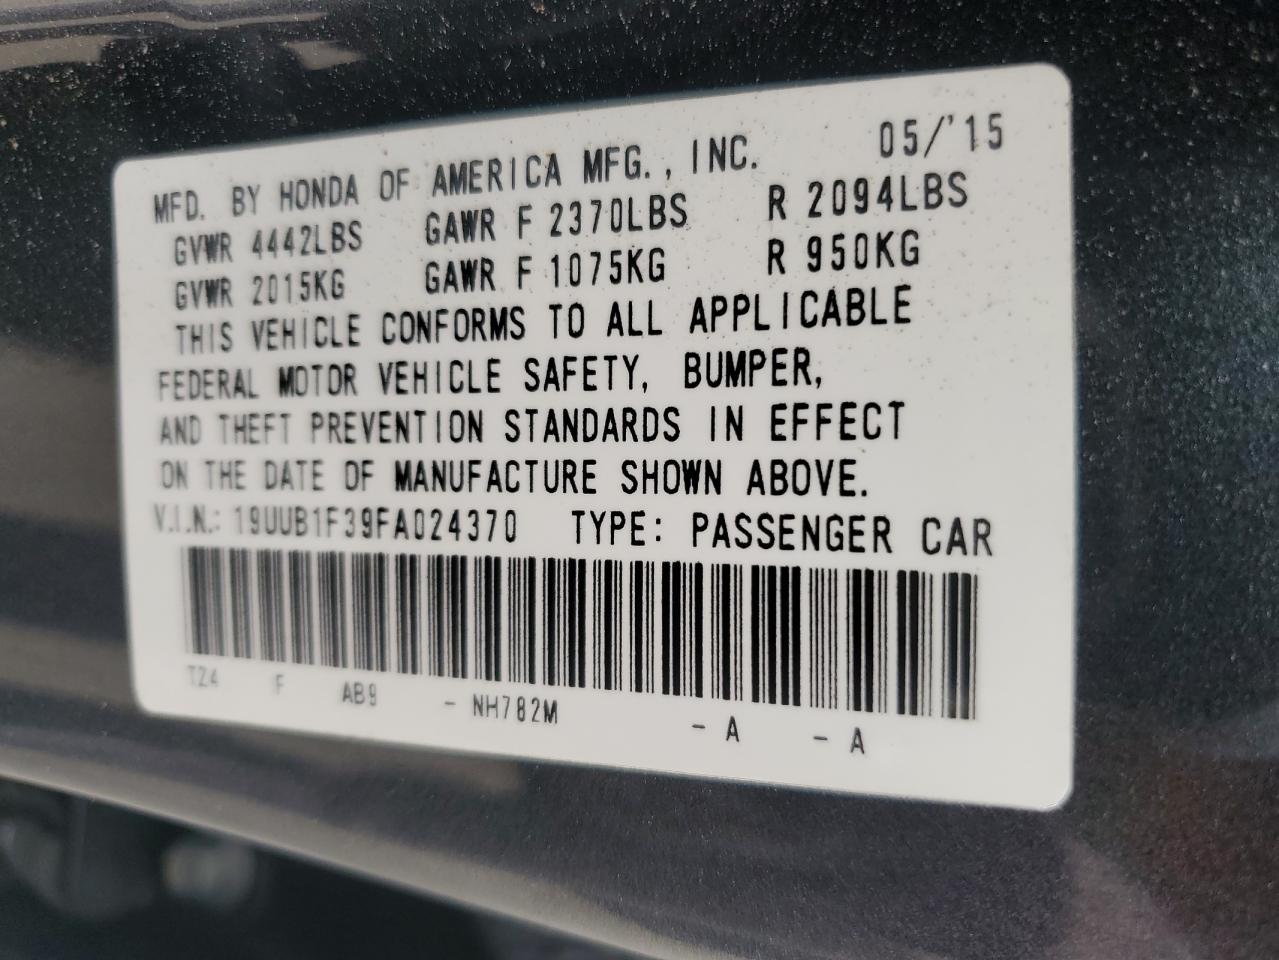 MFD. BY HONDA OF AMERICA MFG., INC. 05/'15
GVWR 4442LBS GAWR F 2370LBS R 2094LBS
GVWR 2015KG GAWR F 1075KG R 950KG
THIS VEHICLE CONFORMS TO ALL APPLICABLE
FEDERAL MOTOR VEHICLE SAFETY, BUMPER,
AND THEFT PREVENTION STANDARDS IN EFFECT
ON THE DATE OF MANUFACTURE SHOWN ABOVE.
V.I.N.: 19UUB1F39FA024370 TYPE: PASSENGER CAR
TZ4 F AB9 - NH782M - A - A